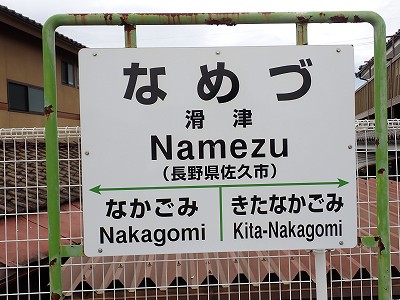 なめづ
滑津
Namezu
(長野県佐久市)
なかごみ
Nakagomi
きたなかごみ
Kita-Nakagomi